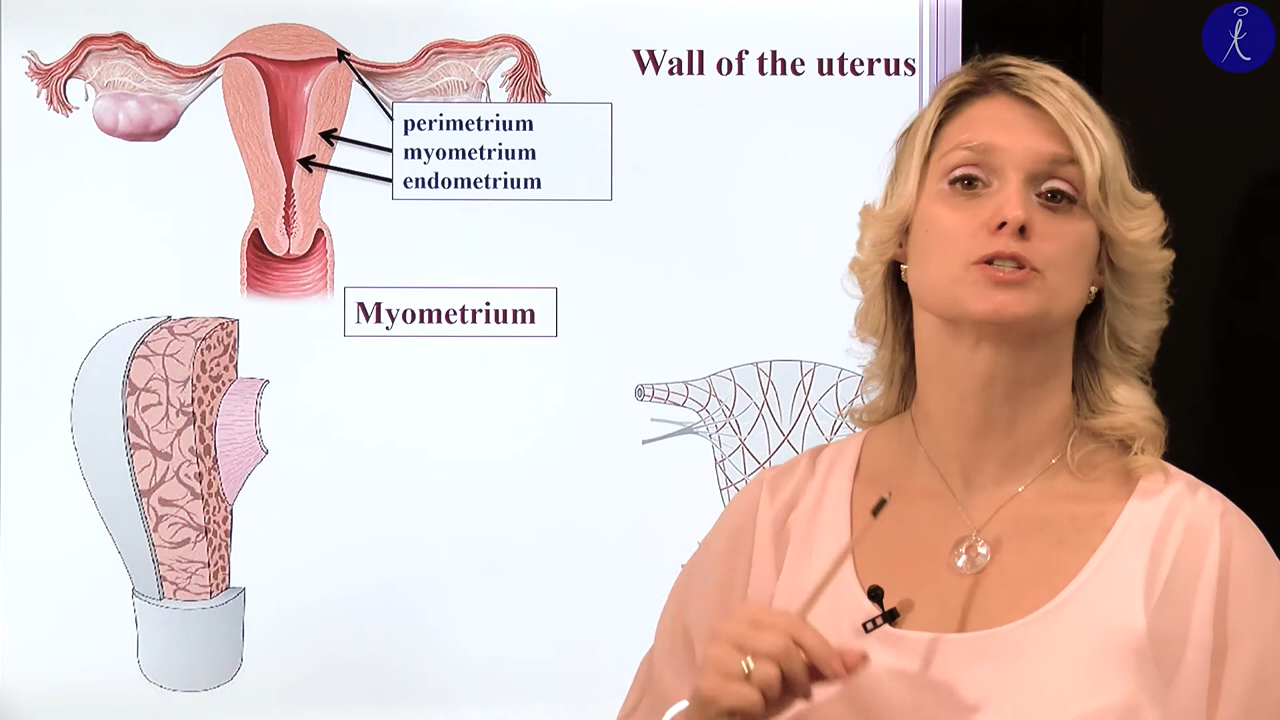 Wall of the uterus
perimetrium
myometrium
endometrium
Myometrium